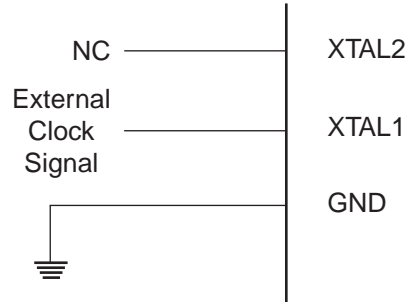 NC
XTAL2
External
Clock
Signal
XTAL1
GND